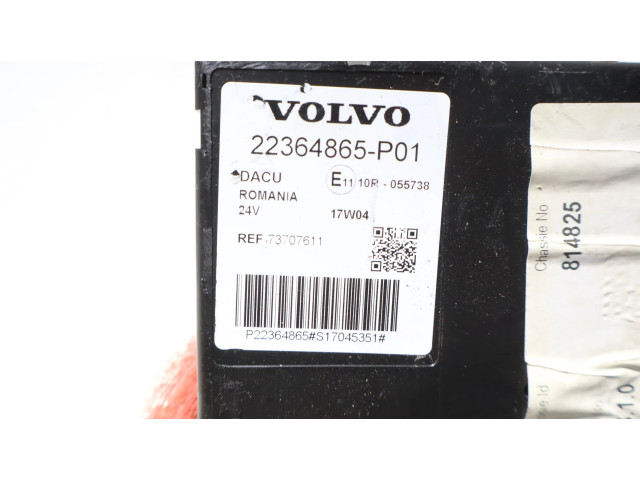 VOLVO
22364865-P01
DACU E11 10R - 055738
ROMANIA
24V 17W04
REF.73707611
P22364865#S17045351#
Chassie No
814825